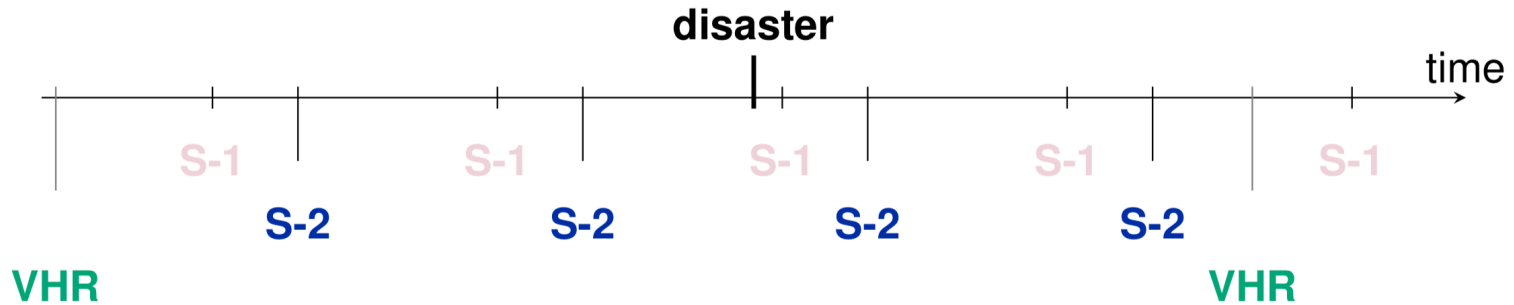 disaster
time
S-1 S-1 S-1 S-1 S-1
S-2 S-2 S-2 S-2
VHR VHR